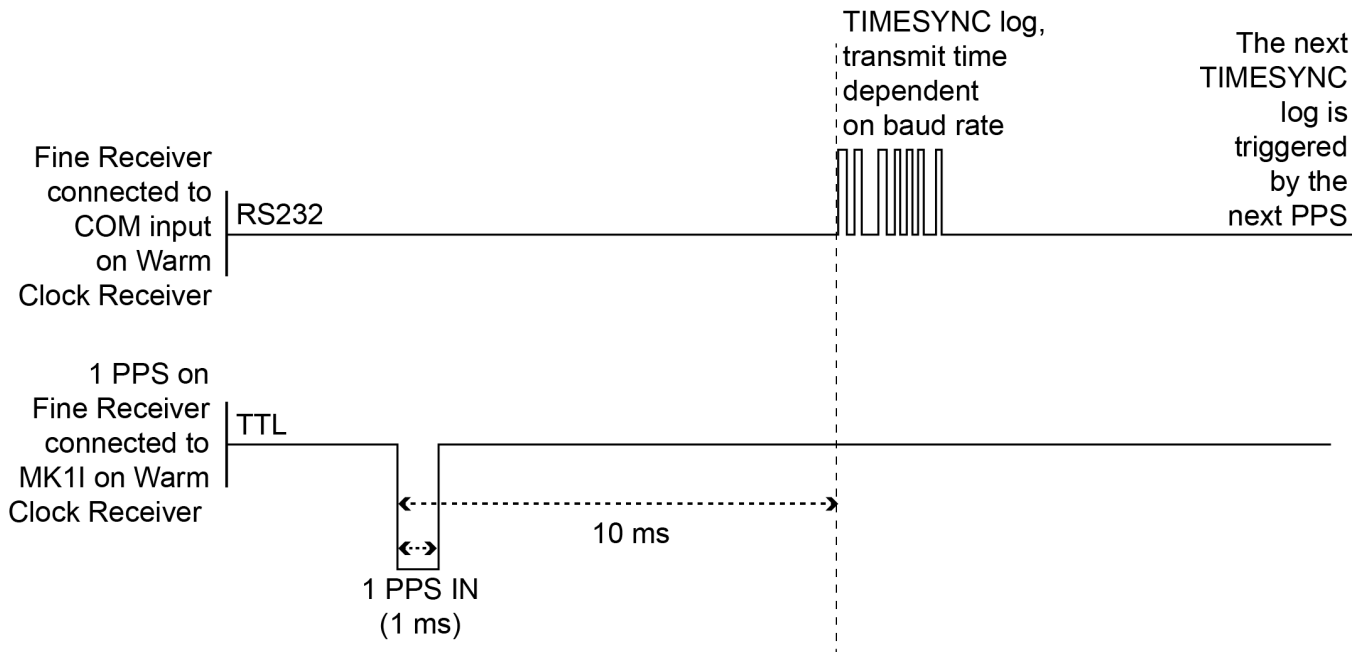 TIMESYNC log,
transmit time
dependent
on baud rate
The next
TIMESYNC
log is
triggered
by the
next PPS
Fine Receiver
connected to
COM input
on Warm
Clock Receiver
RS232
1 PPS on
Fine Receiver
connected to
MK1I on Warm
Clock Receiver
TTL
10 ms
1 PPS IN
(1 ms)